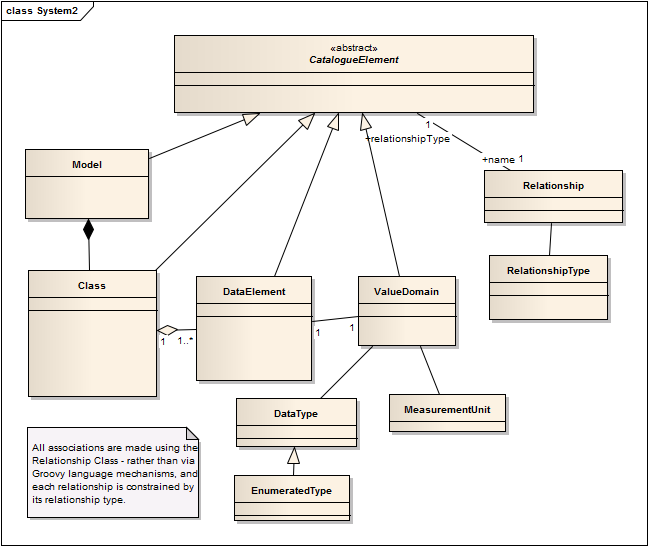 class System2
«abstract»
CatalogueElement
1
+relationshipType
+name 1
Model
Relationship
RelationshipType
Class
DataElement
ValueDomain
1
1..*
1
1
DataType
MeasurementUnit
EnumeratedType
All associations are made using the
Relationship Class - rather than via
Groovy language mechanisms, and
each relationship is constrained by
its relationship type.